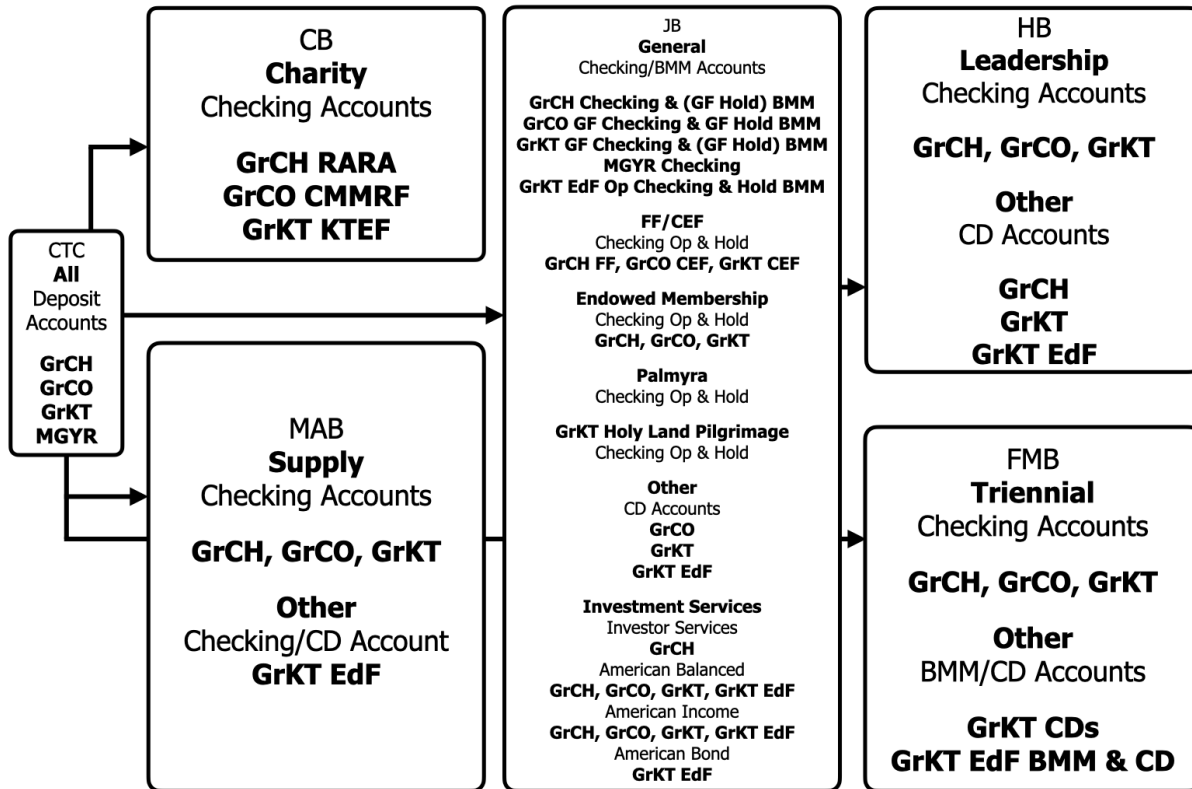 CTC
All
Deposit
Accounts
GrCH
GrCO
GrKT
MGYR
CB
Charity
Checking Accounts
GrCH RARA
GrCO CMMRF
GrKT KTEF
MAB
Supply
Checking Accounts
GrCH, GrCO, GrKT
Other
Checking/CD Account
GrKT EdF
JB
General
Checking/BMM Accounts
GrCH Checking & (GF Hold) BMM
GrCO GF Checking & GF Hold BMM
GrKT GF Checking & (GF Hold) BMM
MGYR Checking
GrKT EdF Op Checking & Hold BMM
FF/CEF
Checking Op & Hold
GrCH FF, GrCO CEF, GrKT CEF
Endowed Membership
Checking Op & Hold
GrCH, GrCO, GrKT
Palmyra
Checking Op & Hold
GrKT Holy Land Pilgrimage
Checking Op & Hold
Other
CD Accounts
GrCO
GrKT
GrKT EdF
Investment Services
Investor Services
GrCH
American Balanced
GrCH, GrCO, GrKT, GrKT EdF
American Income
GrCH, GrCO, GrKT, GrKT EdF
American Bond
GrKT EdF
HB
Leadership
Checking Accounts
GrCH, GrCO, GrKT
Other
CD Accounts
GrCH
GrKT
GrKT EdF
FMB
Triennial
Checking Accounts
GrCH, GrCO, GrKT
Other
BMM/CD Accounts
GrKT CDs
GrKT EdF BMM & CD